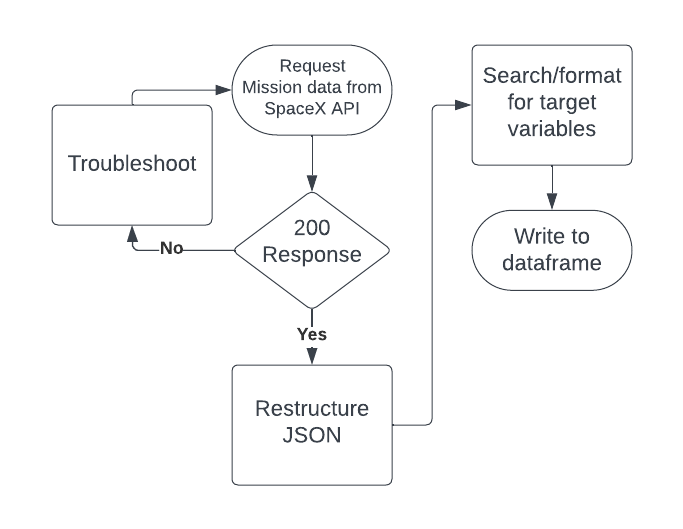 Request
Mission data from
SpaceX API
Troubleshoot
200
Response
No
Yes
Restructure
JSON
Search/format
for target
variables
Write to
dataframe